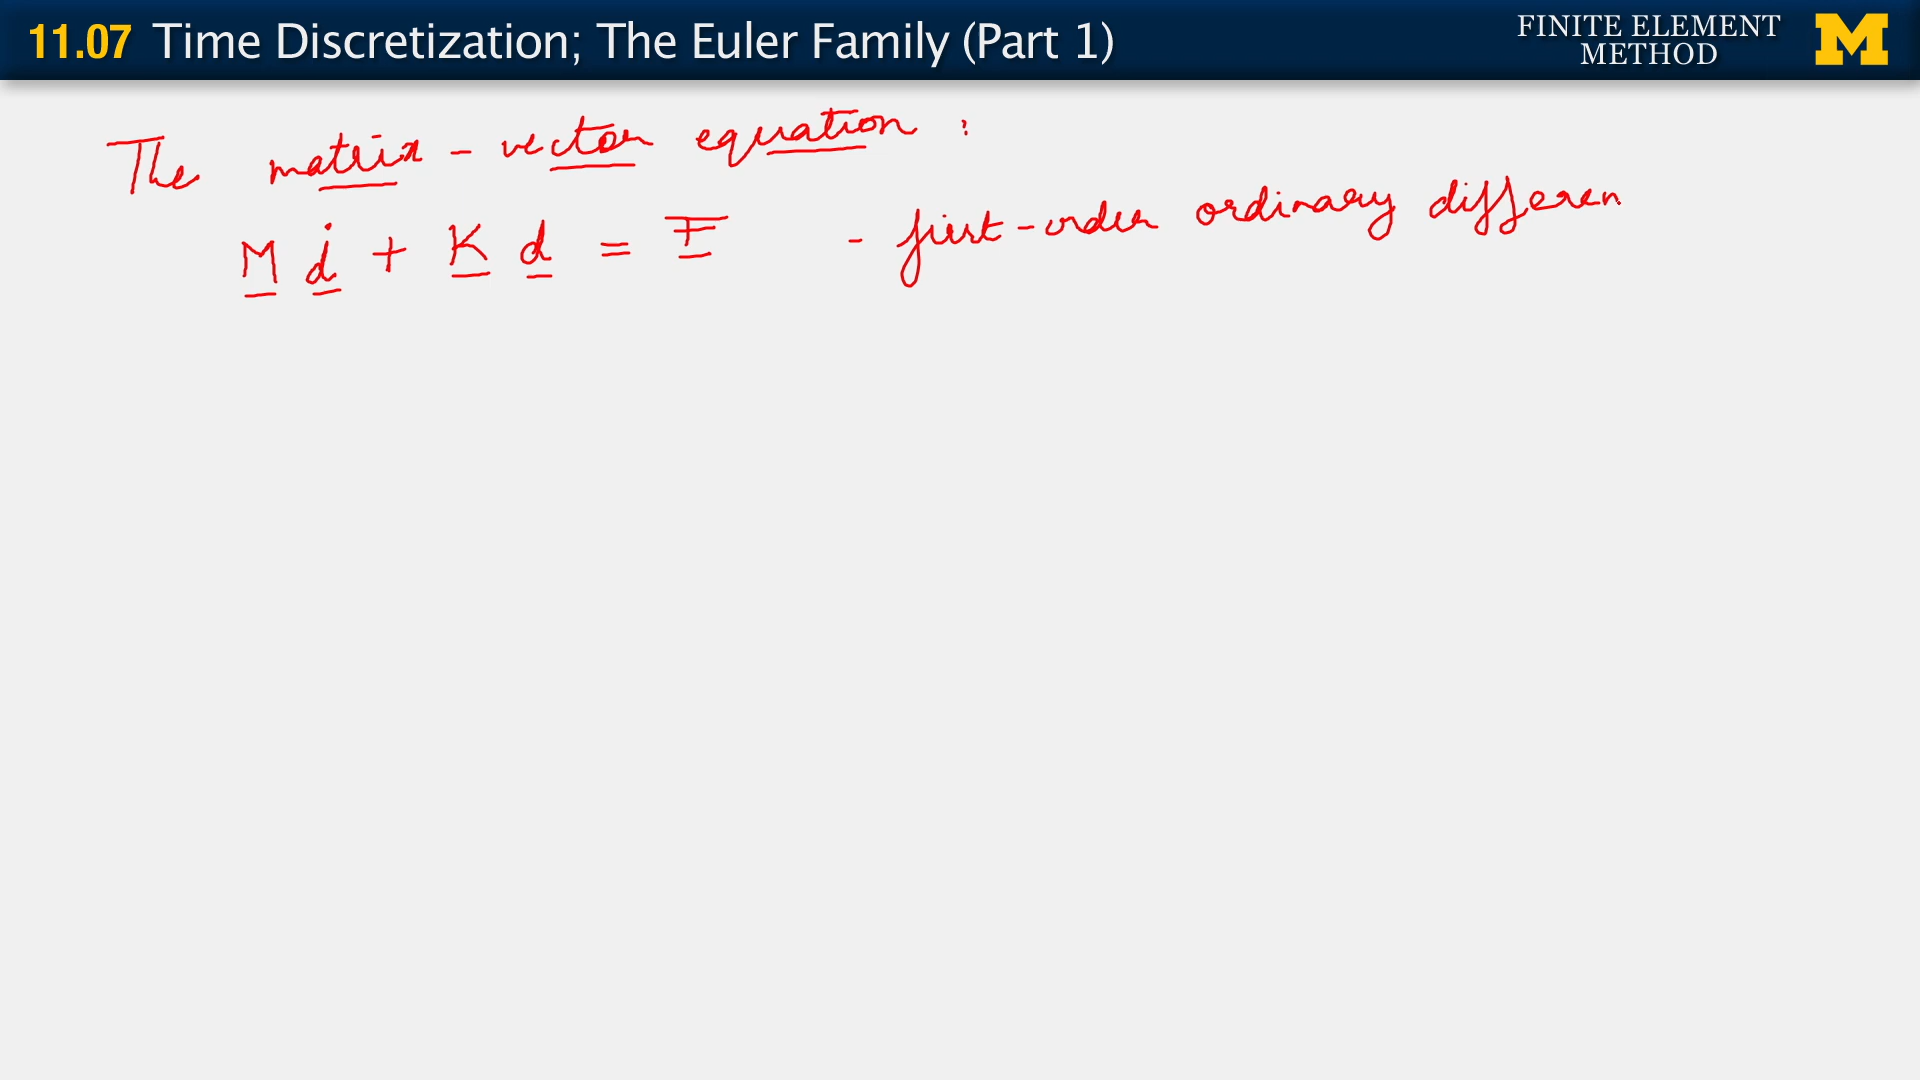 11.07 Time Discretization; The Euler Family (Part 1)
FINITE ELEMENT
METHOD
M
The matrix - vector equation :
M ḋ + K d = F - first-order ordinary differen